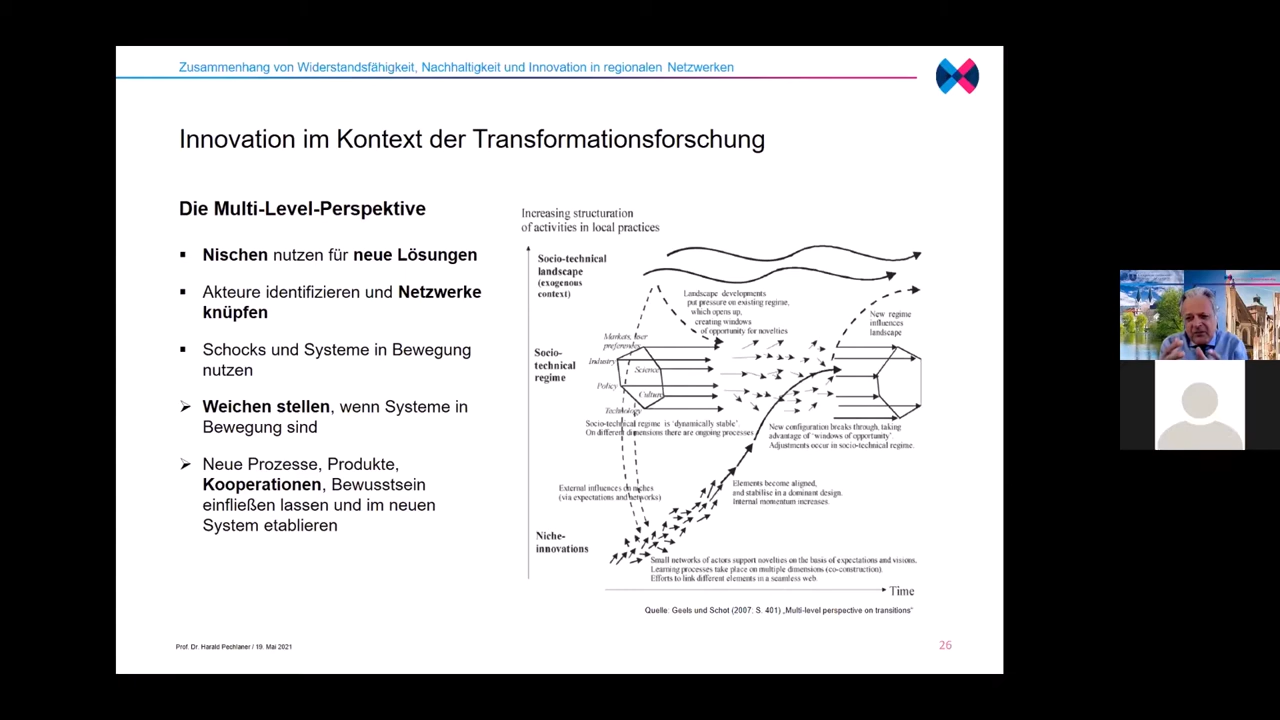 Zusammenhang von Widerstandsfähigkeit, Nachhaltigkeit und Innovation in regionalen Netzwerken
Innovation im Kontext der Transformationsforschung
Die Multi-Level-Perspektive
Nischen nutzen für neue Lösungen
Akteure identifizieren und Netzwerke
knüpfen
Schocks und Systeme in Bewegung
nutzen
Weichen stellen, wenn Systeme in
Bewegung sind
Neue Prozesse, Produkte,
Kooperationen, Bewusstsein
einfließen lassen und im neuen
System etablieren
Increasing structuration
of activities in local practices
Socio-technical
landscape
(exogenous
context)
Landscape developments
put pressure on existing regime,
which opens up,
creating windows
of opportunity for novelties
New regime
influences
landscape
Socio-
technical
regime
Markets, user
preferences
Industry
Science
Policy
Culture
Technology
Socio-technical regime is 'dynamically stable'.
On different dimensions there are ongoing processes
New configuration breaks through, taking
advantage of 'windows of opportunity'.
Adjustments occur in socio-technical regime.
External influences on niches
(via expectations and networks)
Elements become aligned,
and stabilise in a dominant design.
Internal momentum increases.
Niche-
innovations
Small networks of actors support novelties on the basis of expectations and visions.
Learning processes take place on multiple dimensions (co-construction).
Efforts to link different elements in a seamless web.
Time
Quelle: Geels und Schot (2007: S. 401) „Multi-level perspective on transitions"
Prof. Dr. Harald Pechlaner / 19. Mai 2021
26